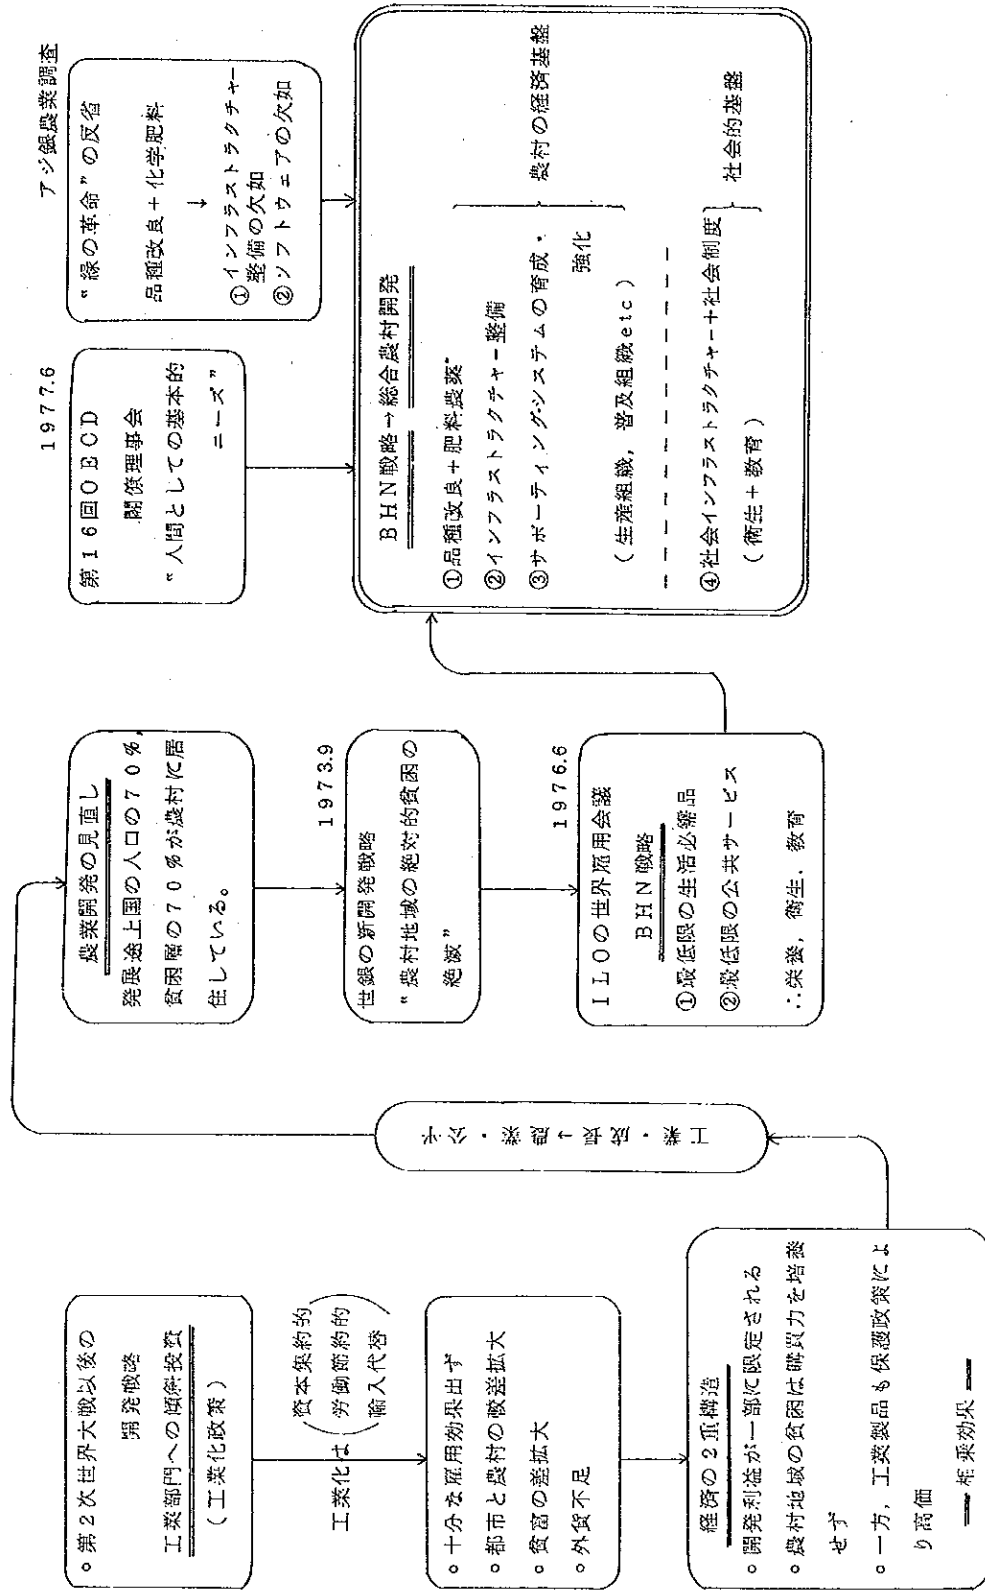 ◦ 第2次世界大戦以後の
開発戦略
工業部門への傾斜投資
(工業化政策)
工業化は
資本集約的
労働節約的
輸入代替
◦ 十分な雇用効果出ず
◦ 都市と農村の較差拡大
◦ 貧富の差拡大
◦ 外貨不足
経済の2重構造
◦ 開発利益が一部に限定される
◦ 農村地域の貧困は購買力を培養
せず
◦ 一方,工業製品も保護政策によ
り高価
― 相乗効果 ―
工業・成長→農業・公平
農業開発の見直し
発展途上国の人口の70%,
貧困層の70%が農村に居
住している。
1973.9
世銀の新開発戦略
“農村地域の絶対的貧困の
絶滅”
1976.6
ILOの世界雇用会議
BHN戦略
①最低限の生活必需品
②最低限の公共サービス
∴栄養,衛生,教育
1977.6
第16回OECD
閣僚理事会
“人間としての基本的
ニーズ”
アジ銀農業調査
“緑の革命”の反省
品種改良+化学肥料
↓
①インフラストラクチャー
整備の欠如
②ソフトウェアの欠如
BHN戦略→総合農村開発
①品種改良+肥料農薬
②インフラストラクチャー整備
③サポーティング・システムの育成・
強化
(生産組織,普及組織etc)
農村の経済基盤
④社会インフラストラクチャー+社会制度
(衛生+教育)
社会的基盤